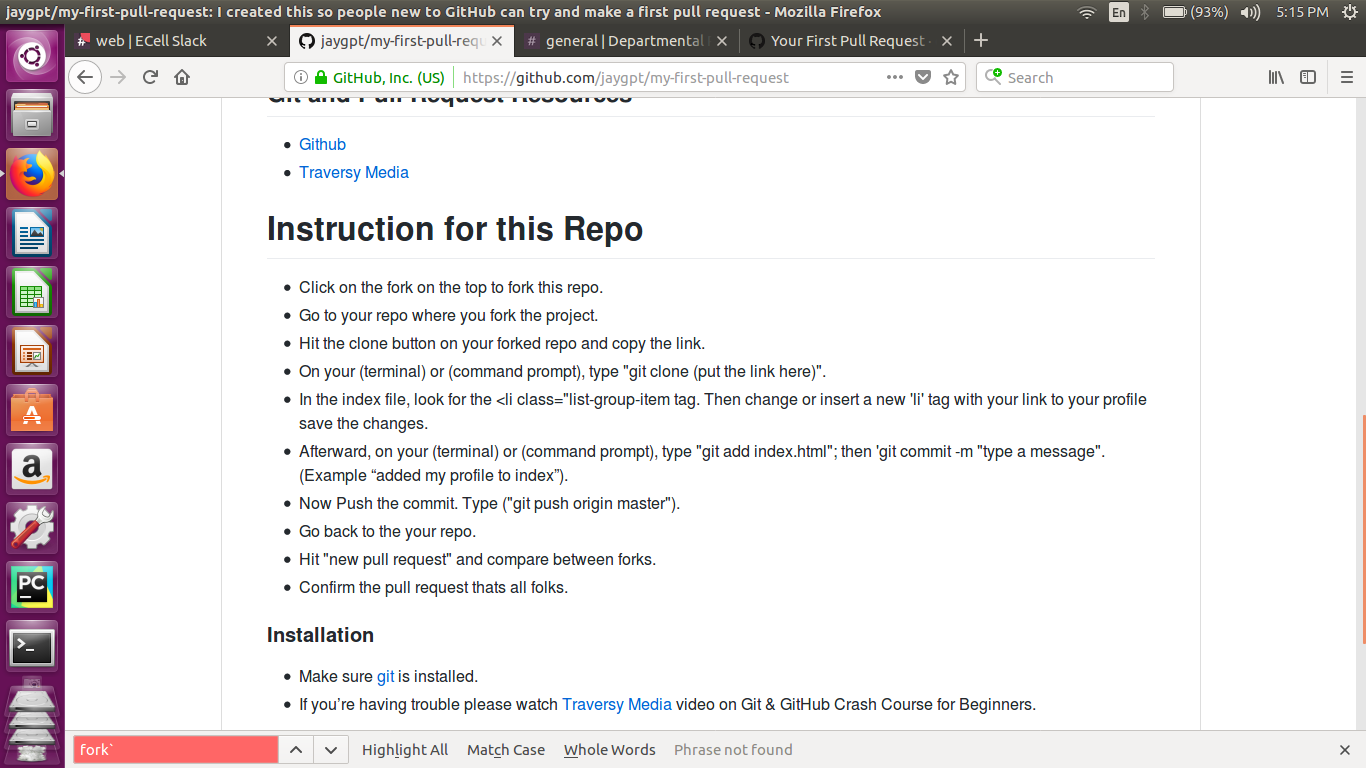 jaygpt/my-first-pull-request: I created this so people new to GitHub can try and make a first pull request - Mozilla Firefox
En
(93%)
5:15 PM
web | ECell Slack
jaygpt/my-first-pull-requ
general | Departmental
Your First Pull Request
GitHub, Inc. (US)
https://github.com/jaygpt/my-first-pull-request
Search
Git and Pull Request Resources
Github
Traversy Media
Instruction for this Repo
Click on the fork on the top to fork this repo.
Go to your repo where you fork the project.
Hit the clone button on your forked repo and copy the link.
On your (terminal) or (command prompt), type "git clone (put the link here)".
In the index file, look for the <li class="list-group-item tag. Then change or insert a new 'li' tag with your link to your profile
save the changes.
Afterward, on your (terminal) or (command prompt), type "git add index.html"; then 'git commit -m "type a message".
(Example “added my profile to index”).
Now Push the commit. Type ("git push origin master").
Go back to the your repo.
Hit "new pull request" and compare between forks.
Confirm the pull request thats all folks.
Installation
Make sure git is installed.
If you’re having trouble please watch Traversy Media video on Git & GitHub Crash Course for Beginners.
fork`
Highlight All
Match Case
Whole Words
Phrase not found
A
a
PC
>_